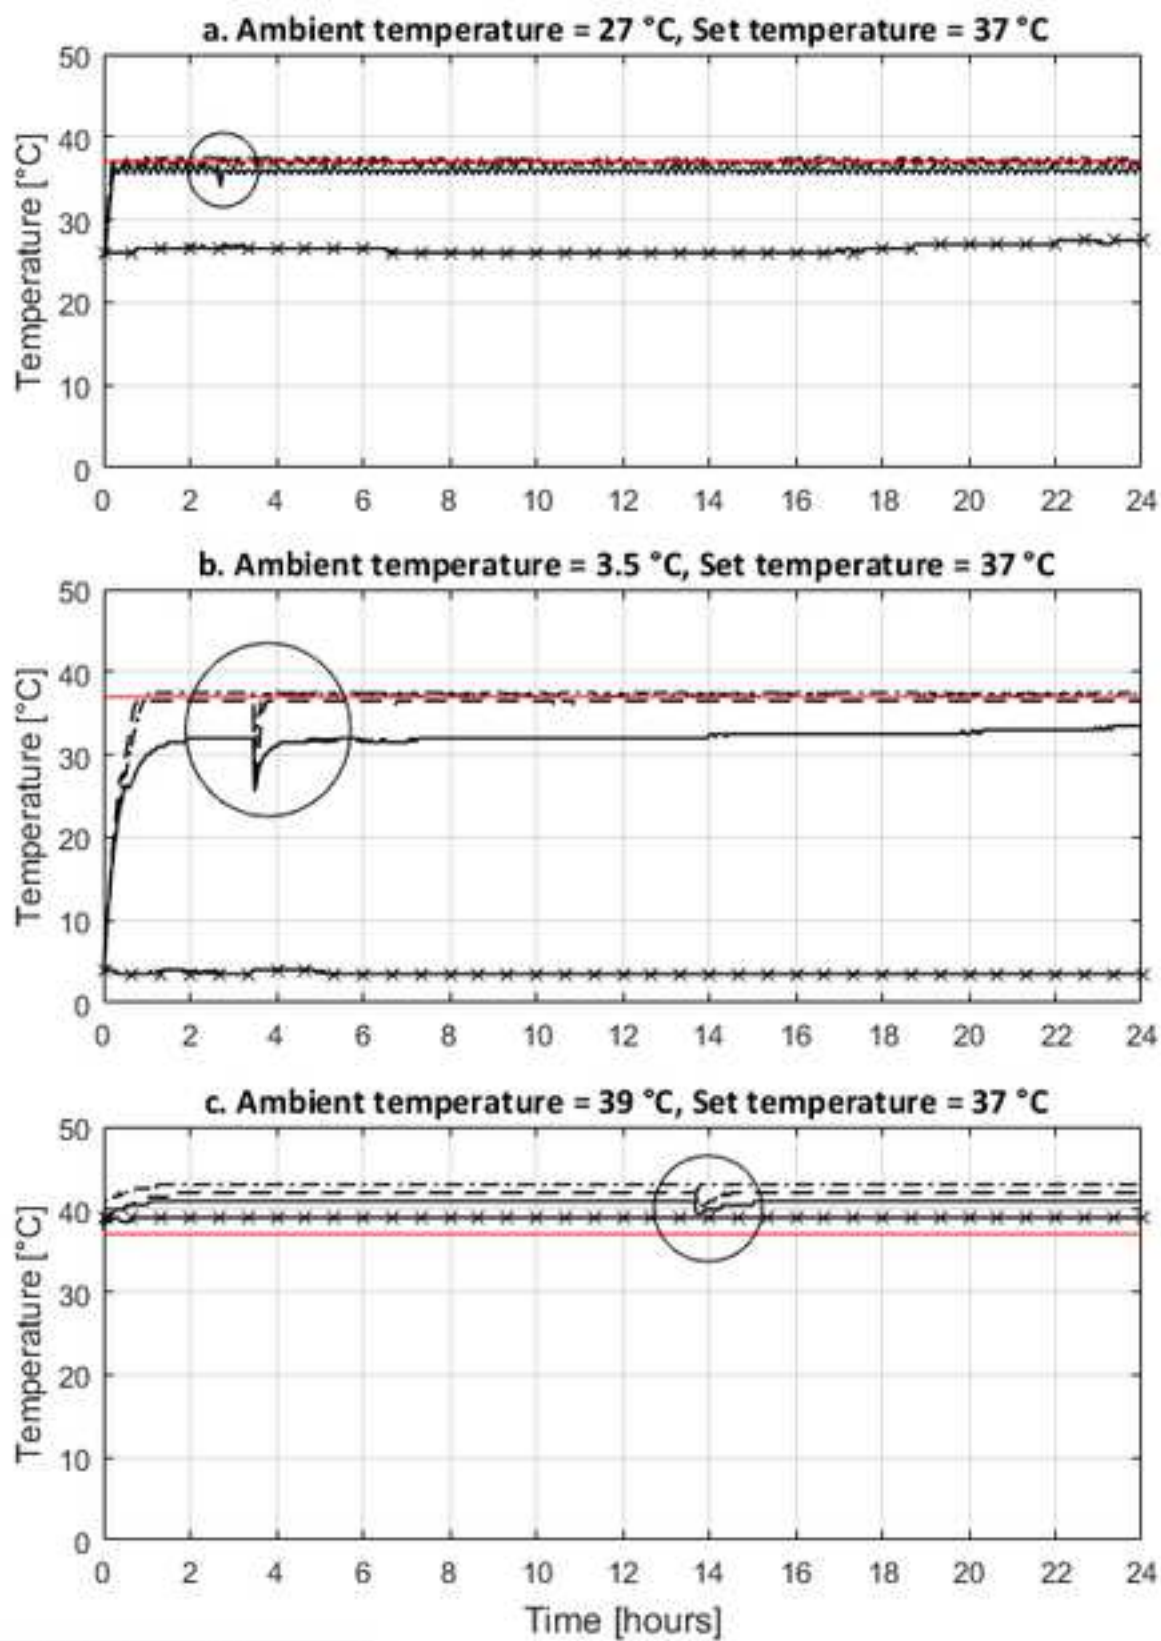 a. Ambient temperature = 27 °C, Set temperature = 37 °C
50
40
30
20
10
0
Temperature [°C]
0 2 4 6 8 10 12 14 16 18 20 22 24
b. Ambient temperature = 3.5 °C, Set temperature = 37 °C
50
40
30
20
10
0
Temperature [°C]
0 2 4 6 8 10 12 14 16 18 20 22 24
c. Ambient temperature = 39 °C, Set temperature = 37 °C
50
40
30
20
10
0
Temperature [°C]
0 2 4 6 8 10 12 14 16 18 20 22 24
Time [hours]